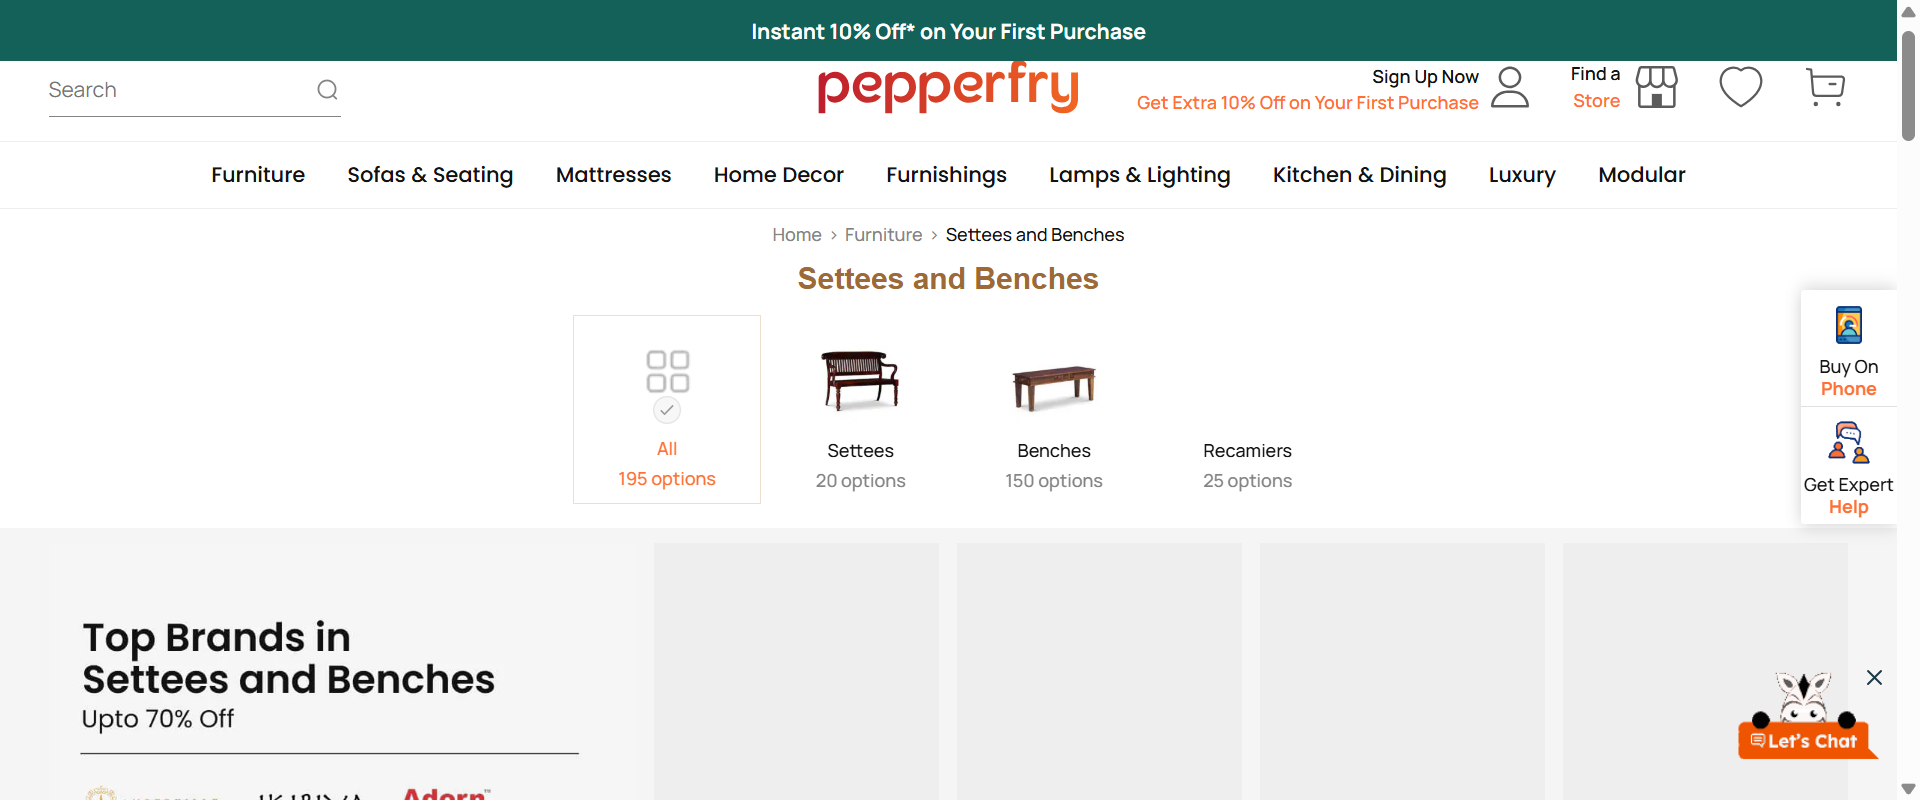 Instant 10% Off* on Your First Purchase
Search
pepperfry
Sign Up Now
Get Extra 10% Off on Your First Purchase
Find a
Store
Furniture
Sofas & Seating
Mattresses
Home Decor
Furnishings
Lamps & Lighting
Kitchen & Dining
Luxury
Modular
Home > Furniture > Settees and Benches
Settees and Benches
All
195 options
Settees
20 options
Benches
150 options
Recamiers
25 options
Buy On
Phone
Get Expert
Help
Top Brands in
Settees and Benches
Upto 70% Off
Let's Chat
Adorn